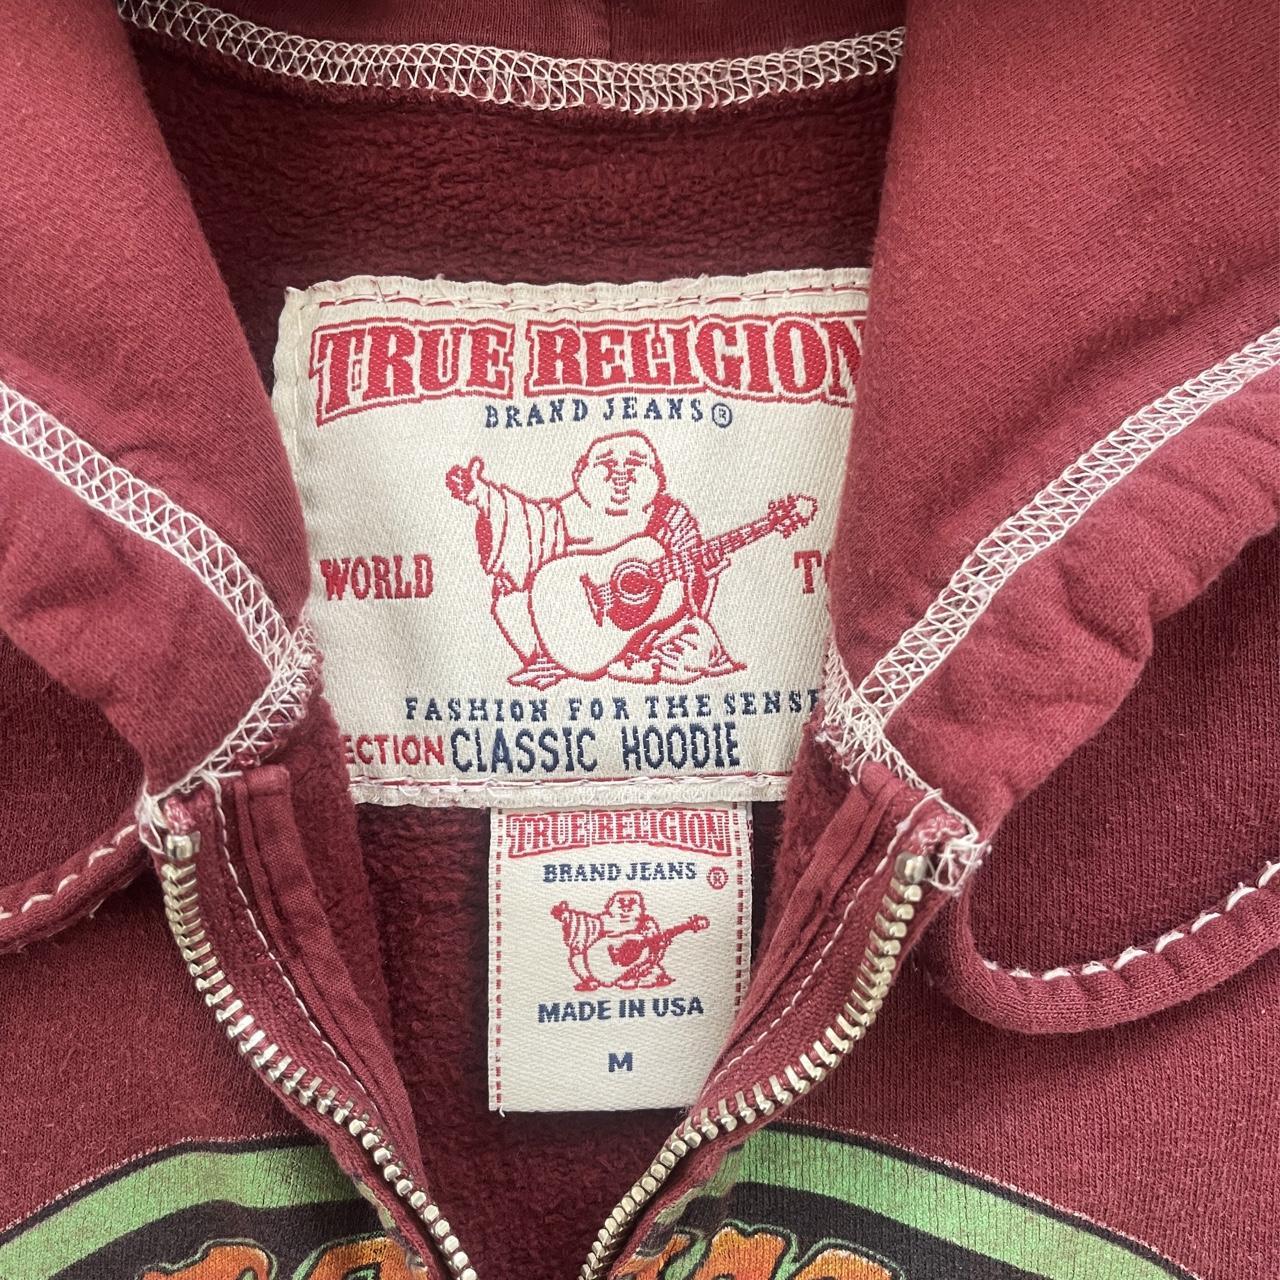 TRUE RELIGION
BRAND JEANS®
WORLD TO
FASHION FOR THE SENSE
ECTION CLASSIC HOODIE
TRUE RELIGION
BRAND JEANS ®
MADE IN USA
M